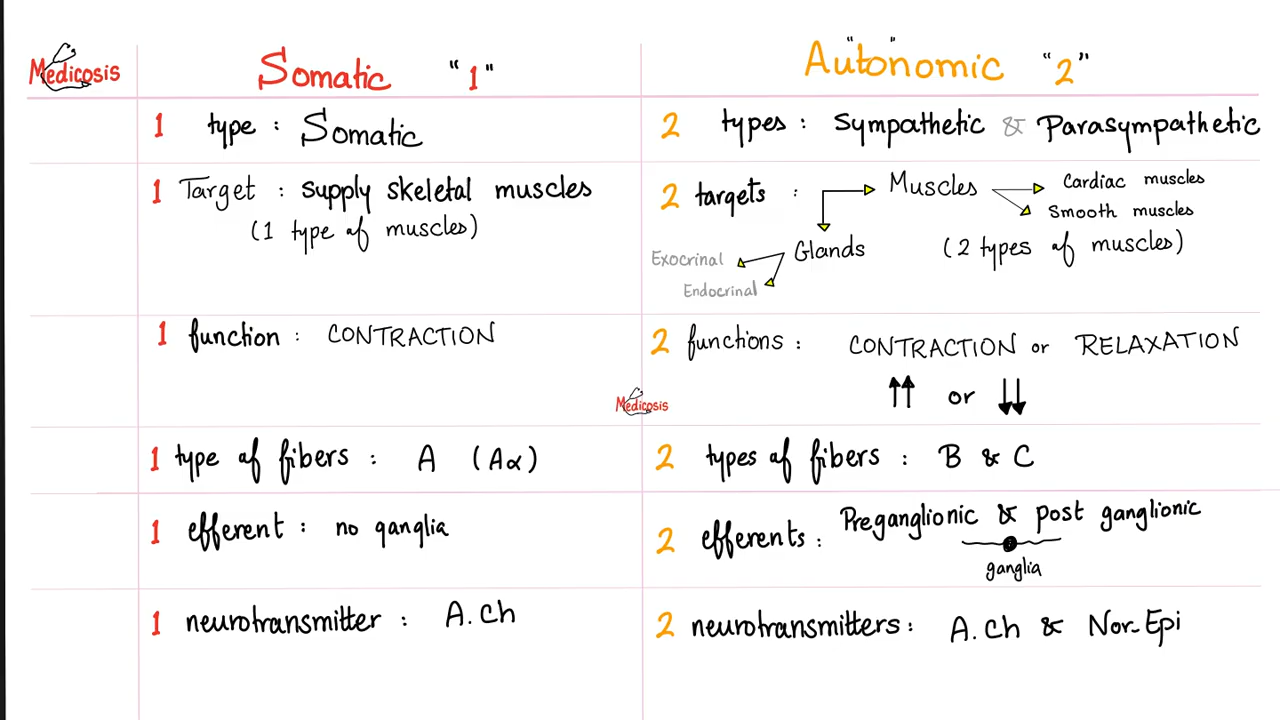 Medicosis
Somatic "1"
"Autonomic" "2"
1 type : Somatic
2 types : Sympathetic & Parasympathetic
1 Target : supply skeletal muscles
(1 type of muscles)
2 targets : Muscles
Cardiac muscles
Smooth muscles
(2 types of muscles)
Glands
Exocrinal
Endocrinal
1 function : CONTRACTION
2 functions : CONTRACTION or RELAXATION
↑↑ or ↓↓
Medicosis
1 type of fibers : A (Aα)
2 types of fibers : B & C
1 efferent : no ganglia
2 efferents : Preganglionic & post ganglionic
ganglia
1 neurotransmitter : A.Ch
2 neurotransmitters : A.Ch & Nor-Epi